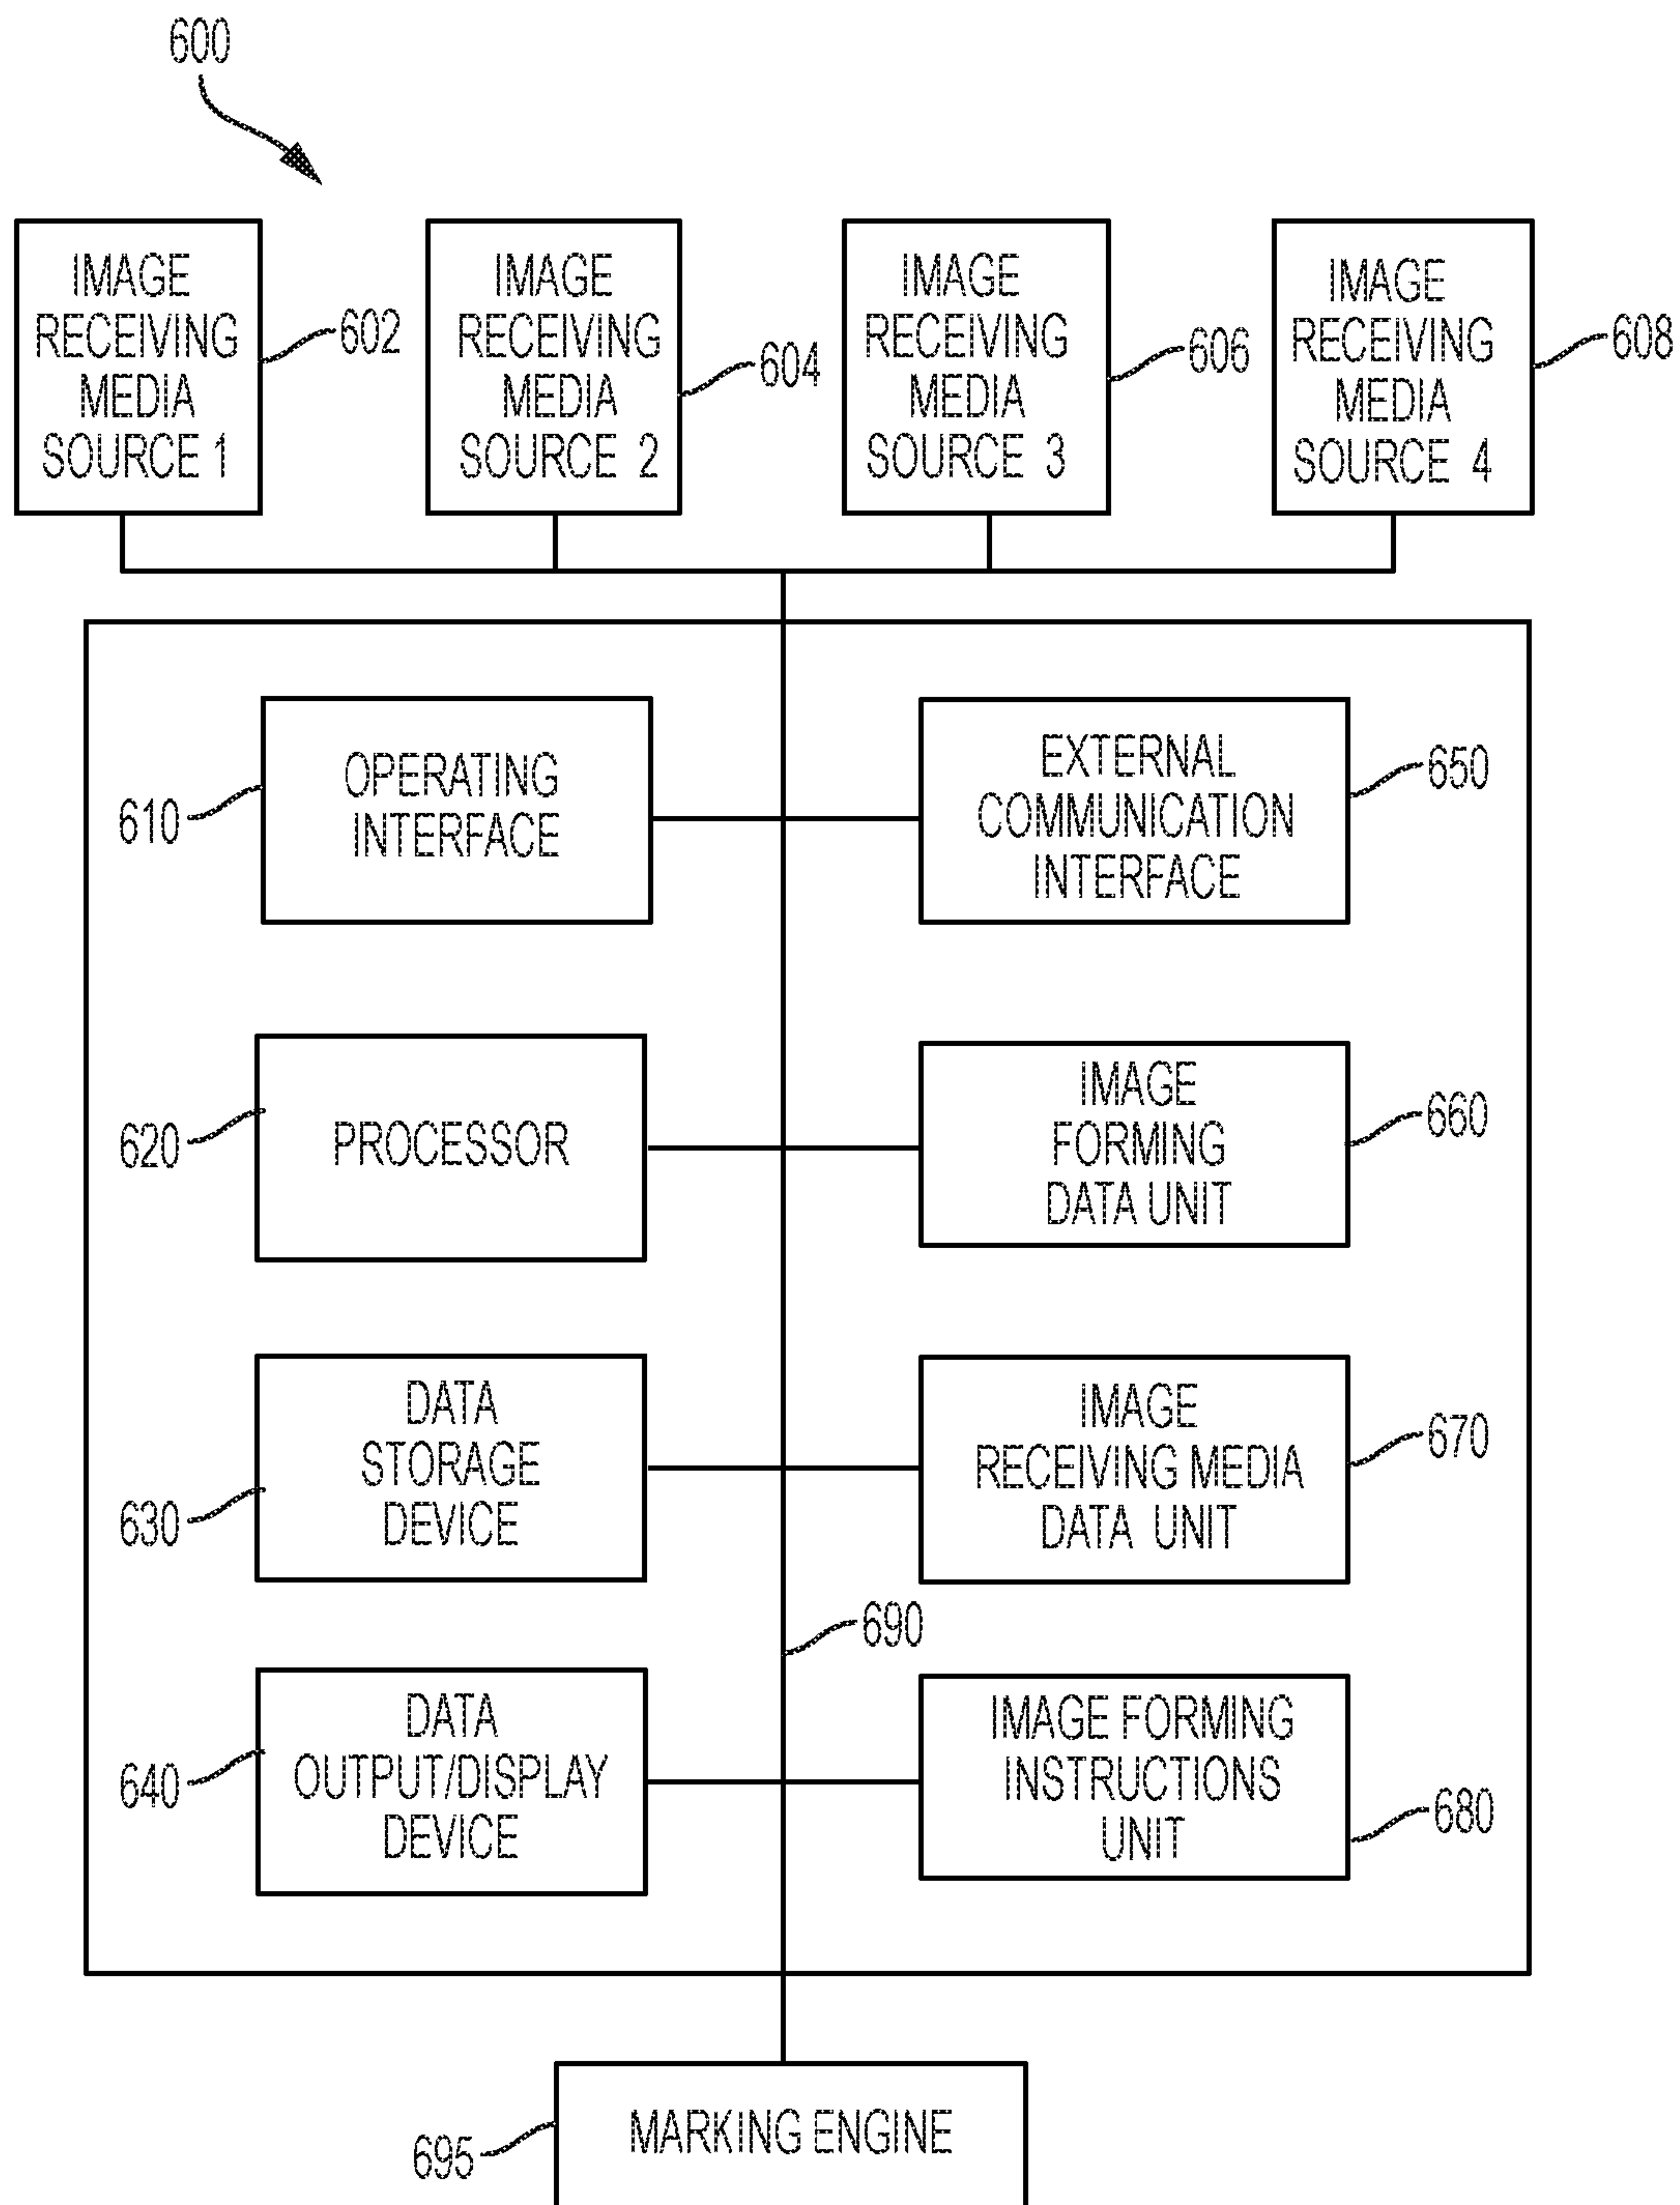 600
IMAGE
RECEIVING
MEDIA
SOURCE 1
602
IMAGE
RECEIVING
MEDIA
SOURCE 2
604
IMAGE
RECEIVING
MEDIA
SOURCE 3
606
IMAGE
RECEIVING
MEDIA
SOURCE 4
608
OPERATING
INTERFACE
610
EXTERNAL
COMMUNICATION
INTERFACE
650
PROCESSOR
620
IMAGE
FORMING
DATA UNIT
660
DATA
STORAGE
DEVICE
630
IMAGE
RECEIVING MEDIA
DATA UNIT
670
690
DATA
OUTPUT/DISPLAY
DEVICE
640
IMAGE FORMING
INSTRUCTIONS
UNIT
680
MARKING ENGINE
695